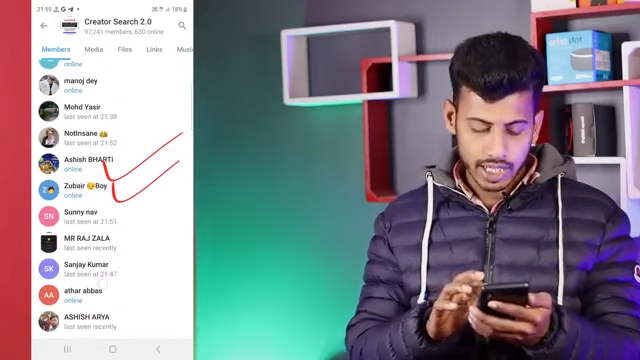 21:55
18%
Creator Search 2.0
97,241 members, 630 online
Members Media Files Links Music
online
manoj dey
online
Mohd Yasir
last seen at 21:38
NotInsane
last seen at 21:52
Ashish BHARTI
online
Zubair 😔Boy
online
SN
Sunny nav
last seen at 21:51
MR RAJ ZALA
last seen recently
SK
Sanjay Kumar
last seen at 21:47
AA
athar abbas
online
ASHISH ARYA
last seen recently
echo dot